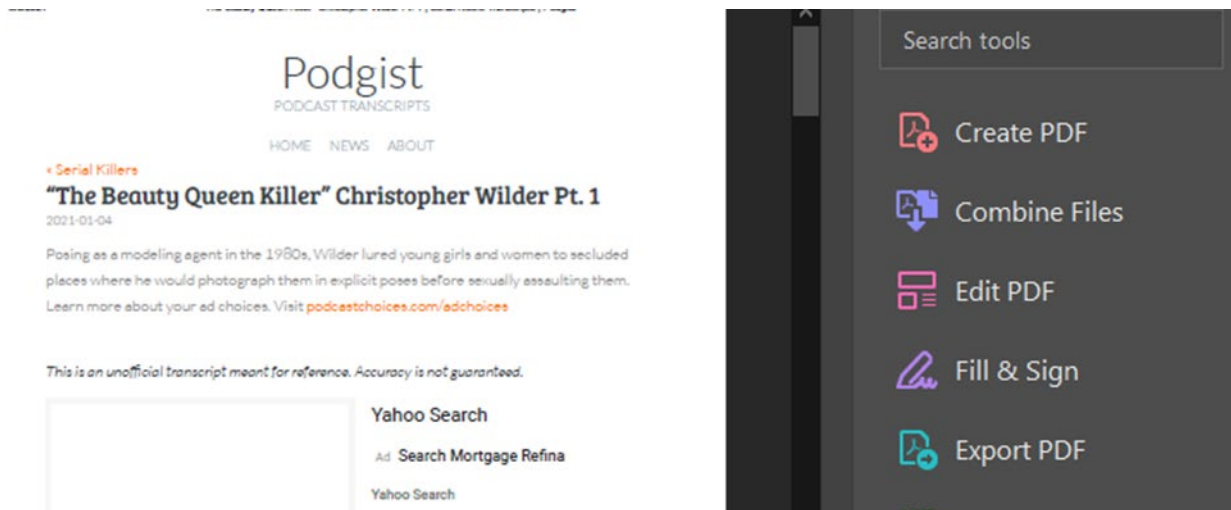 Podgist
PODCAST TRANSCRIPTS
HOME NEWS ABOUT
« Serial Killers
“The Beauty Queen Killer” Christopher Wilder Pt. 1
2021-01-04
Posing as a modeling agent in the 1980s, Wilder lured young girls and women to secluded
places where he would photograph them in explicit poses before sexually assaulting them.
Learn more about your ad choices. Visit podcastchoices.com/adchoices
This is an unofficial transcript meant for reference. Accuracy is not guaranteed.
Yahoo Search
Ad Search Mortgage Refina
Yahoo Search
Search tools
Create PDF
Combine Files
Edit PDF
Fill & Sign
Export PDF